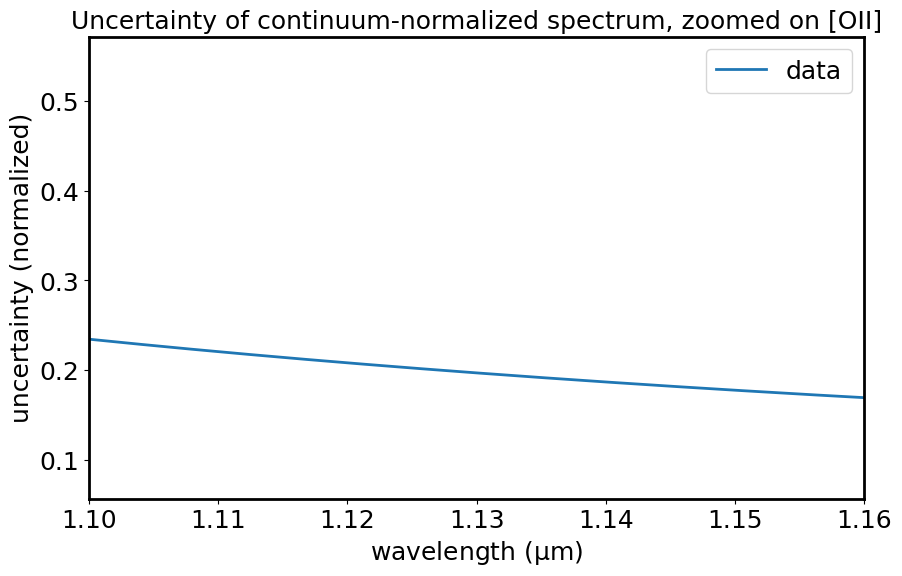 Uncertainty of continuum-normalized spectrum, zoomed on [OII]
data
uncertainty (normalized)
0.5
0.4
0.3
0.2
0.1
1.10 1.11 1.12 1.13 1.14 1.15 1.16
wavelength (µm)